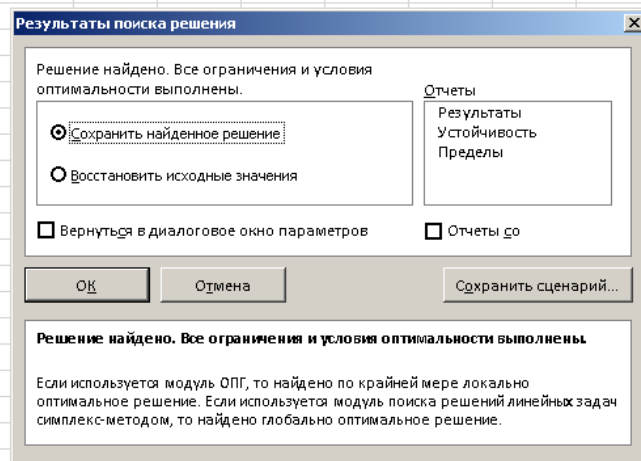 Результаты поиска решения
Решение найдено. Все ограничения и условия
оптимальности выполнены.
Отчеты
Результаты
Устойчивость
Пределы
Сохранить найденное решение
Восстановить исходные значения
Вернуться в диалоговое окно параметров
Отчеты со
ОК
Отмена
Сохранить сценарий...
Решение найдено. Все ограничения и условия оптимальности выполнены.
Если используется модуль ОПГ, то найдено по крайней мере локально
оптимальное решение. Если используется модуль поиска решений линейных задач
симплекс-методом, то найдено глобально оптимальное решение.